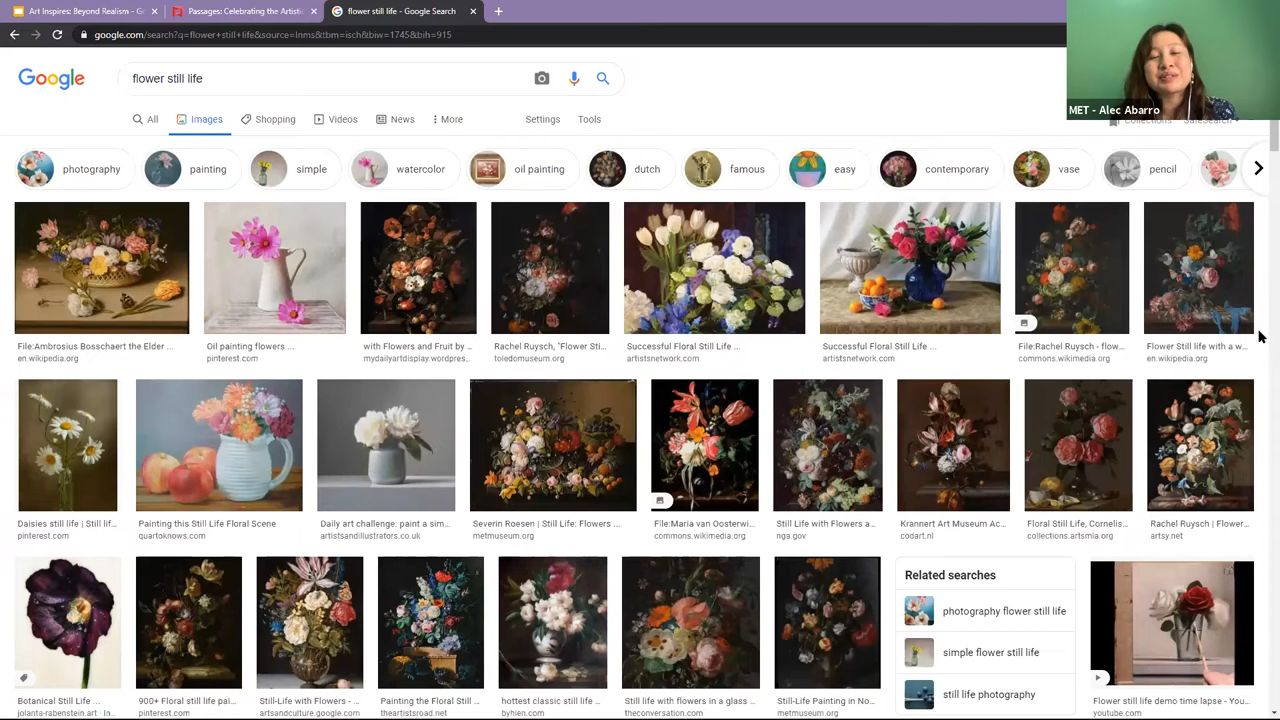 Art Inspires: Beyond Realism - G
Passages: Celebrating the Artistic
flower still life - Google Search
google.com/search?q=flower+still+life&source=lnms&tbm=isch&biw=1745&bih=915
MET - Alec Abarro
Google
flower still life
All
Images
Shopping
Videos
More
Settings
Tools
Collections
photography
painting
simple
watercolor
oil painting
dutch
famous
easy
contemporary
vase
pencil
File:Ambrosius Bosschaert the Elder ...
en.wikipedia.org
Oil painting flowers ...
pinterest.com
with Flowers and Fruit by ...
mydailyartdisplay.wordpres...
Rachel Ruysch, "Flower Sti...
toledomuseum.org
Successful Floral Still Life ...
artistsnetwork.com
Successful Floral Still Life ...
artistsnetwork.com
File:Rachel Ruysch - flow...
commons.wikimedia.org
Flower Still life with a w...
en.wikipedia.org
Daisies still life | Still lif...
pinterest.com
Painting this Still Life Floral Scene
quartoknows.com
Daily art challenge: paint a sim...
artistsandillustrators.co.uk
Severin Roesen | Still Life: Flowers ...
metmuseum.org
File:Maria van Oosterwi...
commons.wikimedia.org
Still Life with Flowers a...
nga.gov
Krannert Art Museum Ac...
codart.nl
Floral Still Life, Cornelis...
collections.artsmia.org
Rachel Ruysch | Flower...
artsy.net
Botanical Still Life ...
jolanta-rabenstein.art · In...
900+ Floral still life pai...
pinterest.com
Still-Life with Flowers - ...
artsandculture.google.com
Painting the Floral Still ...
theartistsroad.net
hottest classic still life ...
byhien.com
Still life with flowers in a glass ...
theconversation.com
Still-Life Painting in No...
metmuseum.org
Related searches
photography flower still life
simple flower still life
still life photography
Flower still life demo time lapse - You...
youtube.com